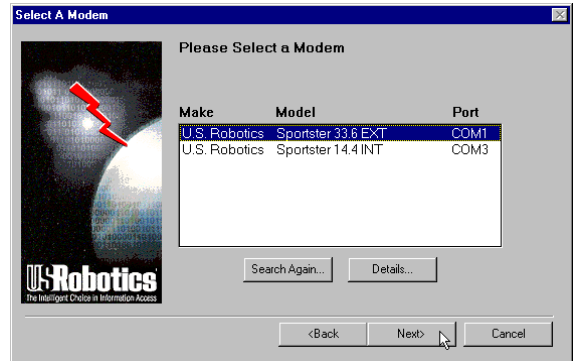 Select A Modem
Please Select a Modem
Make Model Port
U.S. Robotics Sportster 33.6 EXT COM1
U.S. Robotics Sportster 14.4 INT COM3
Search Again... Details...
USRobotics
The Intelligent Choice in Information Access
<Back Next> Cancel